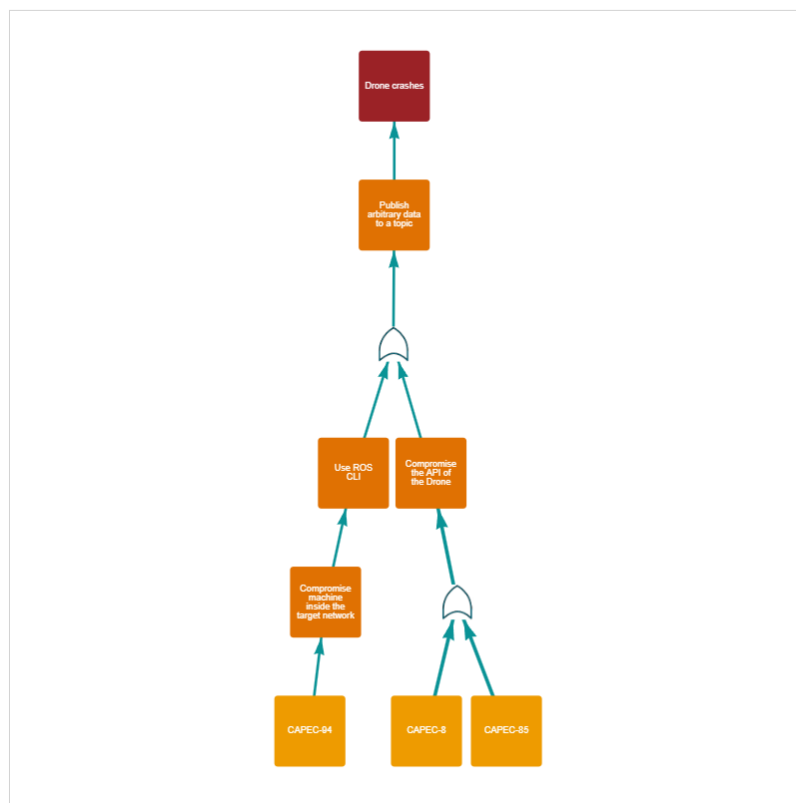 Drone crashes
Publish
arbitrary data
to a topic
Use ROS
CLI
Compromise
the API of
the Drone
Compromise
machine
inside the
target network
CAPEC-94
CAPEC-8
CAPEC-85